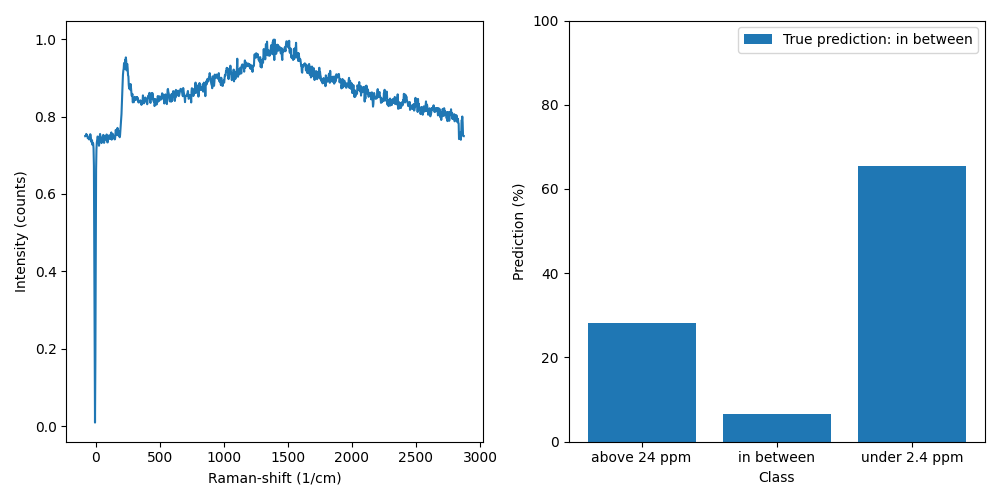 1.0
0.8
0.6
0.4
0.2
0.0
0
500
1000
1500
2000
2500
3000
Intensity (counts)
Raman-shift (1/cm)
100
80
60
40
20
0
True prediction: in between
Prediction (%)
above 24 ppm
in between
under 2.4 ppm
Class